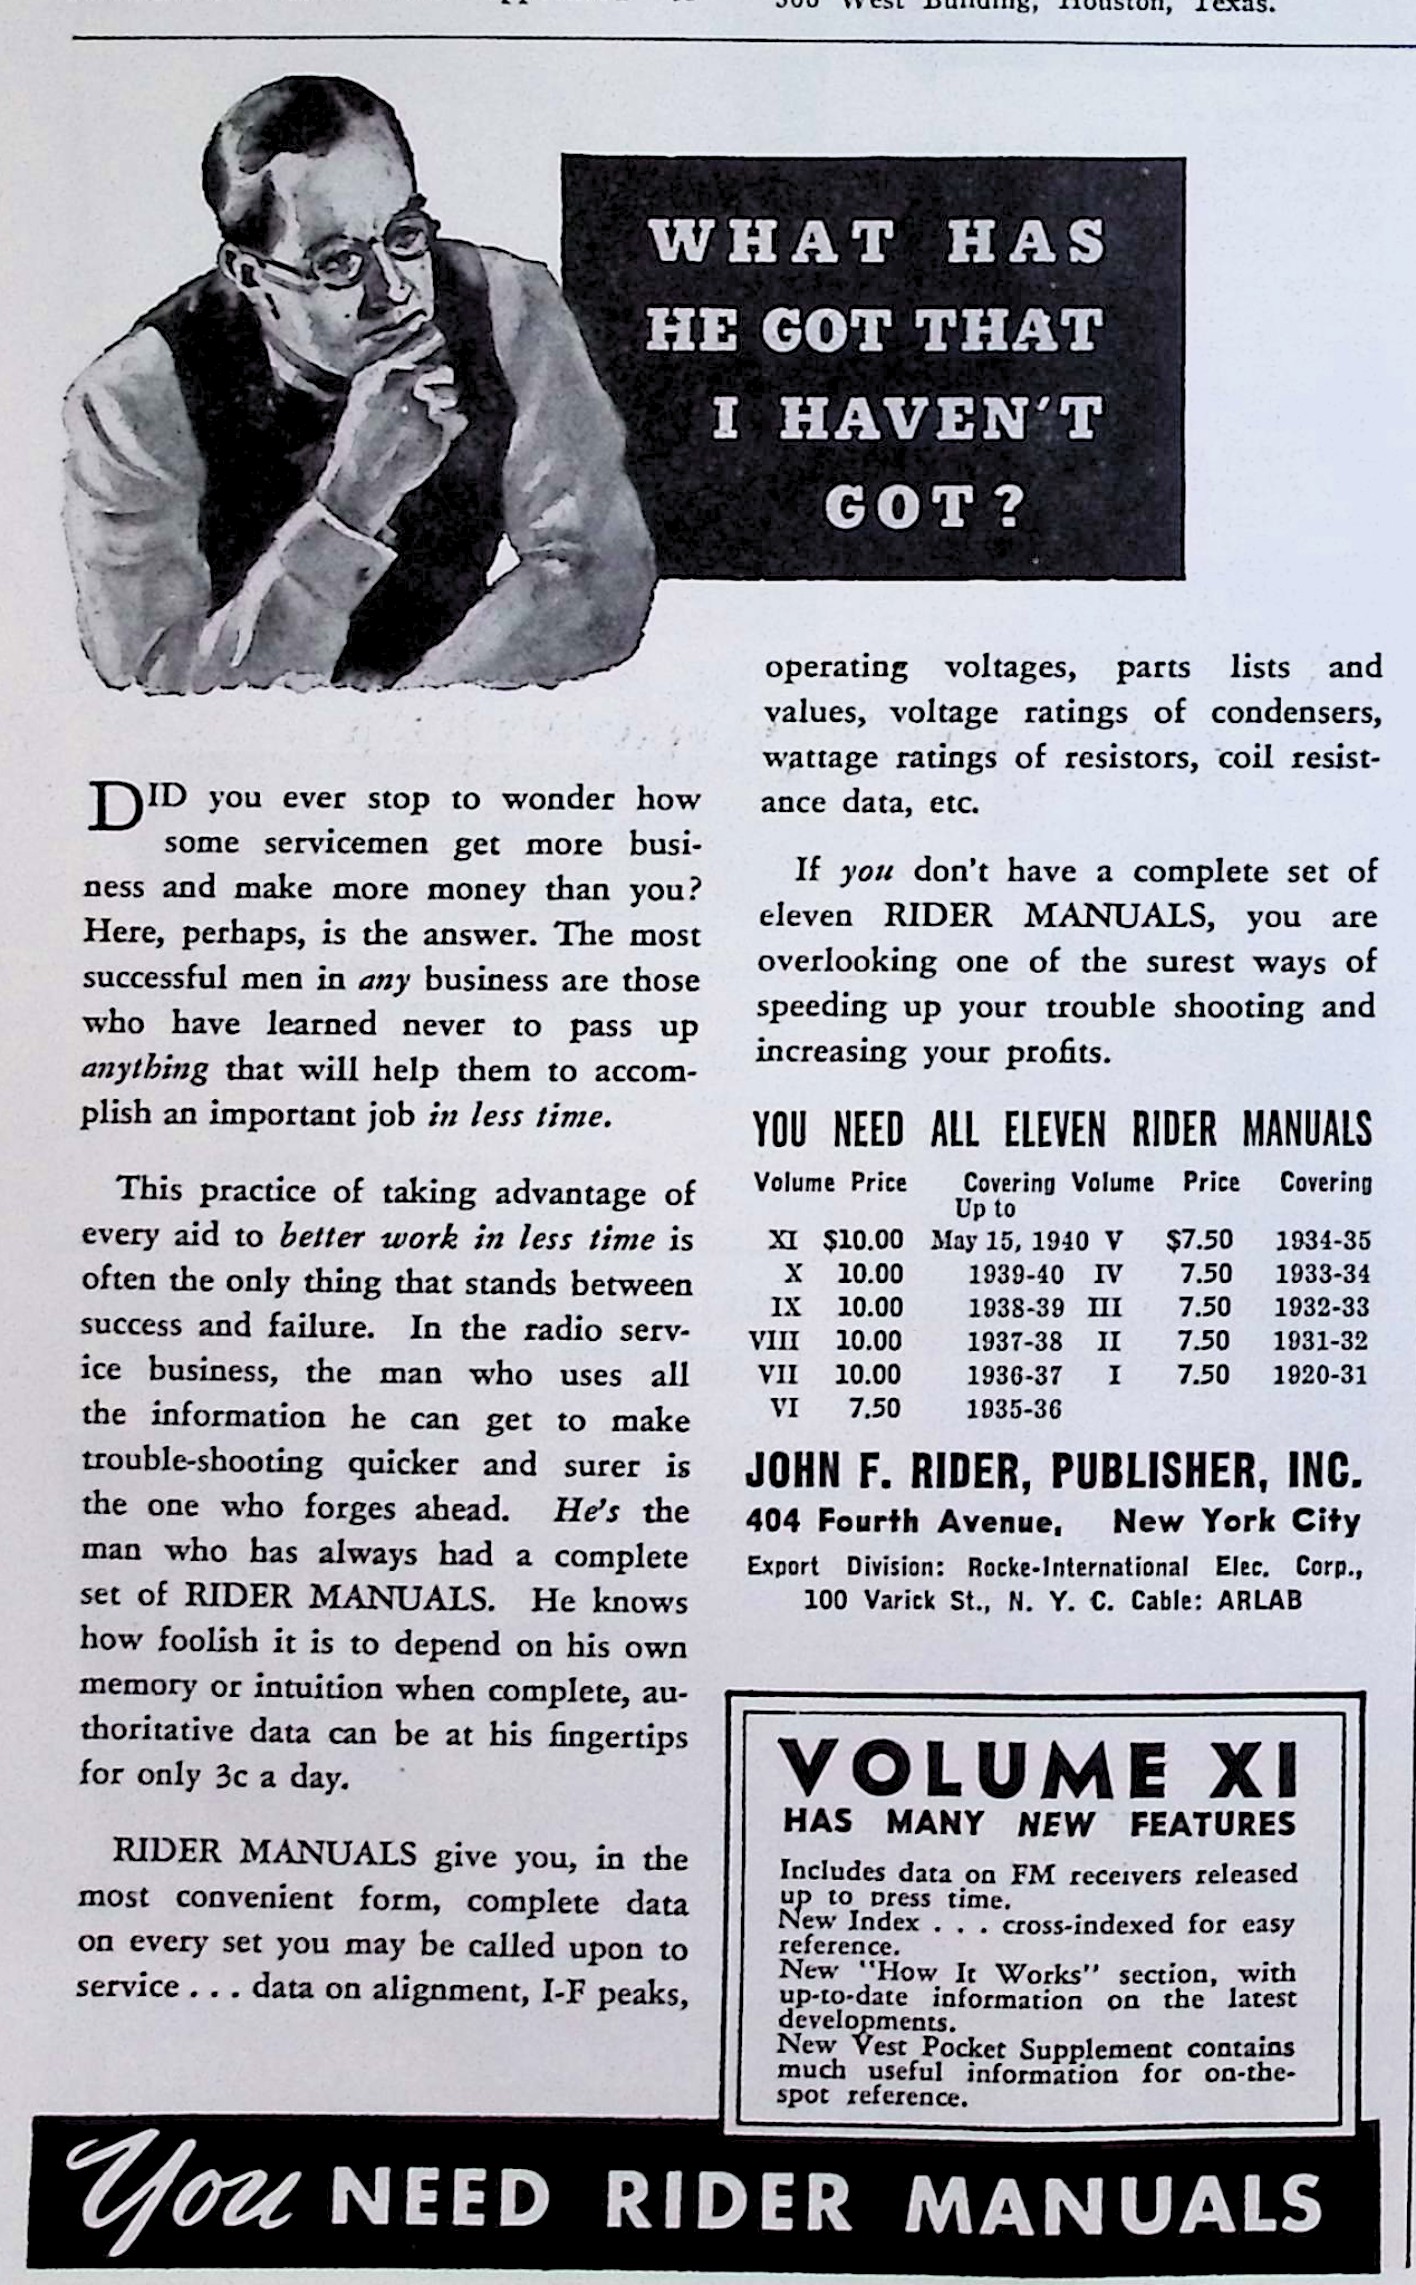 West Building, Houston, Texas.
WHAT HAS
HE GOT THAT
I HAVEN'T
GOT?
DID you ever stop to wonder how
some servicemen get more busi-
ness and make more money than you?
Here, perhaps, is the answer. The most
successful men in any business are those
who have learned never to pass up
anything that will help them to accom-
plish an important job in less time.
This practice of taking advantage of
every aid to better work in less time is
often the only thing that stands between
success and failure. In the radio serv-
ice business, the man who uses all
the information he can get to make
trouble-shooting quicker and surer is
the one who forges ahead. He's the
man who has always had a complete
set of RIDER MANUALS. He knows
how foolish it is to depend on his own
memory or intuition when complete, au-
thoritative data can be at his fingertips
for only 3c a day.
RIDER MANUALS give you, in the
most convenient form, complete data
on every set you may be called upon to
service . . . data on alignment, I-F peaks,
operating voltages, parts lists and
values, voltage ratings of condensers,
wattage ratings of resistors, coil resist-
ance data, etc.
If you don't have a complete set of
eleven RIDER MANUALS, you are
overlooking one of the surest ways of
speeding up your trouble shooting and
increasing your profits.
YOU NEED ALL ELEVEN RIDER MANUALS
Volume Price Covering Volume Price Covering
Up to
XI $10.00 May 15, 1940 V $7.50 1934-35
X 10.00 1939-40 IV 7.50 1933-34
IX 10.00 1938-39 III 7.50 1932-33
VIII 10.00 1937-38 II 7.50 1931-32
VII 10.00 1936-37 I 7.50 1920-31
VI 7.50 1935-36
JOHN F. RIDER, PUBLISHER, INC.
404 Fourth Avenue, New York City
Export Division: Rocke-International Elec. Corp.,
100 Varick St., N. Y. C. Cable: ARLAB
VOLUME XI
HAS MANY NEW FEATURES
Includes data on FM receivers released
up to press time.
New Index . . . cross-indexed for easy
reference.
New "How It Works" section, with
up-to-date information on the latest
developments.
New Vest Pocket Supplement contains
much useful information for on-the-
spot reference.
You NEED RIDER MANUALS